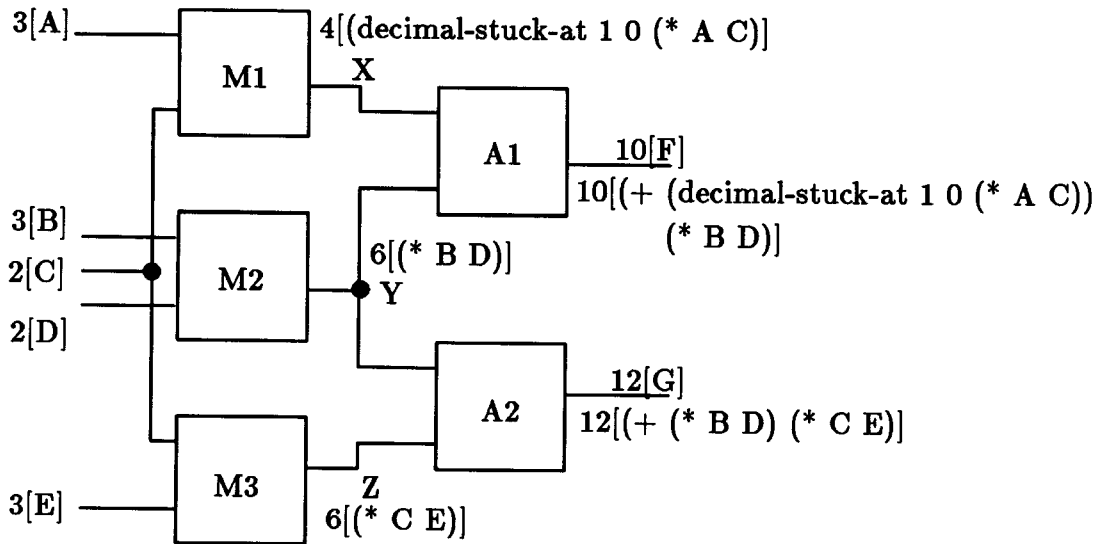 3[A]
4[(decimal-stuck-at 1 0 (* A C)]
M1
X
A1
10[F]
10[(+ (decimal-stuck-at 1 0 (* A C))
(* B D)]
3[B]
2[C]
2[D]
M2
6[(* B D)]
Y
A2
12[G]
12[(+ (* B D) (* C E)]
M3
Z
3[E]
6[(* C E)]